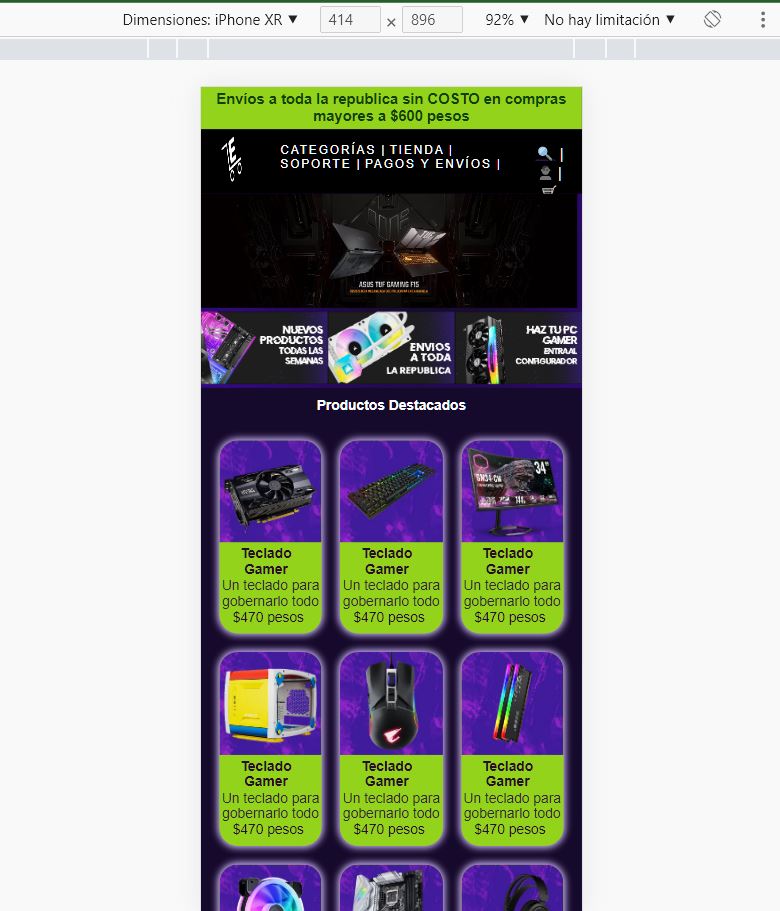 Dimensiones: iPhone XR ▼ 414 × 896 92% ▼ No hay limitación ▼
Envíos a toda la republica sin COSTO en compras
mayores a $600 pesos
CATEGORÍAS | TIENDA |
SOPORTE | PAGOS Y ENVÍOS |
ASUS TUF GAMING F15
NUEVOS
PRODUCTOS
TODAS LAS
SEMANAS
ENVIOS
A TODA
LA REPUBLICA
HAZ TU PC
GAMER
ENTRA AL
CONFIGURADOR
Productos Destacados
34"
Teclado
Gamer
Un teclado para
gobernarlo todo
$470 pesos
Teclado
Gamer
Un teclado para
gobernarlo todo
$470 pesos
Teclado
Gamer
Un teclado para
gobernarlo todo
$470 pesos
Teclado
Gamer
Un teclado para
gobernarlo todo
$470 pesos
Teclado
Gamer
Un teclado para
gobernarlo todo
$470 pesos
Teclado
Gamer
Un teclado para
gobernarlo todo
$470 pesos